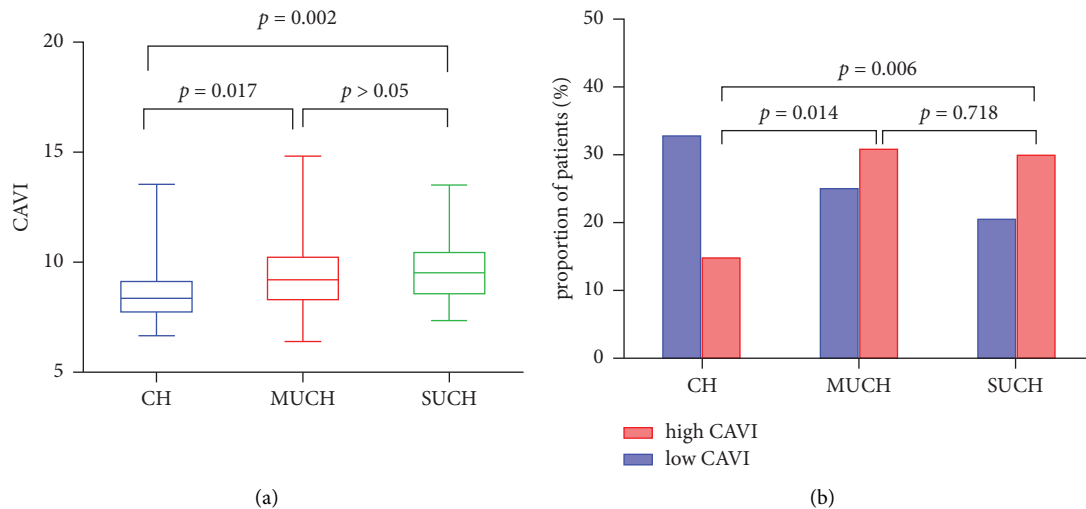 p = 0.002
p = 0.017
p > 0.05
20
15
10
5
CAVI
CH
MUCH
SUCH
(a)
p = 0.006
p = 0.014
p = 0.718
50
40
30
20
10
0
proportion of patients (%)
CH
MUCH
SUCH
high CAVI
low CAVI
(b)